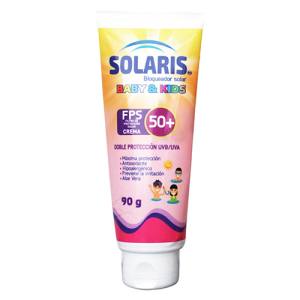 SOLARIS
Bloqueador solar
BABY & KIDS
FPS
CREMA
50+
DOBLE PROTECCIÓN UVB/UVA
• Máxima protección
• Antioxidante
• Hipoalergénico
• Previene la irritación
• Aloe Vera
90 g